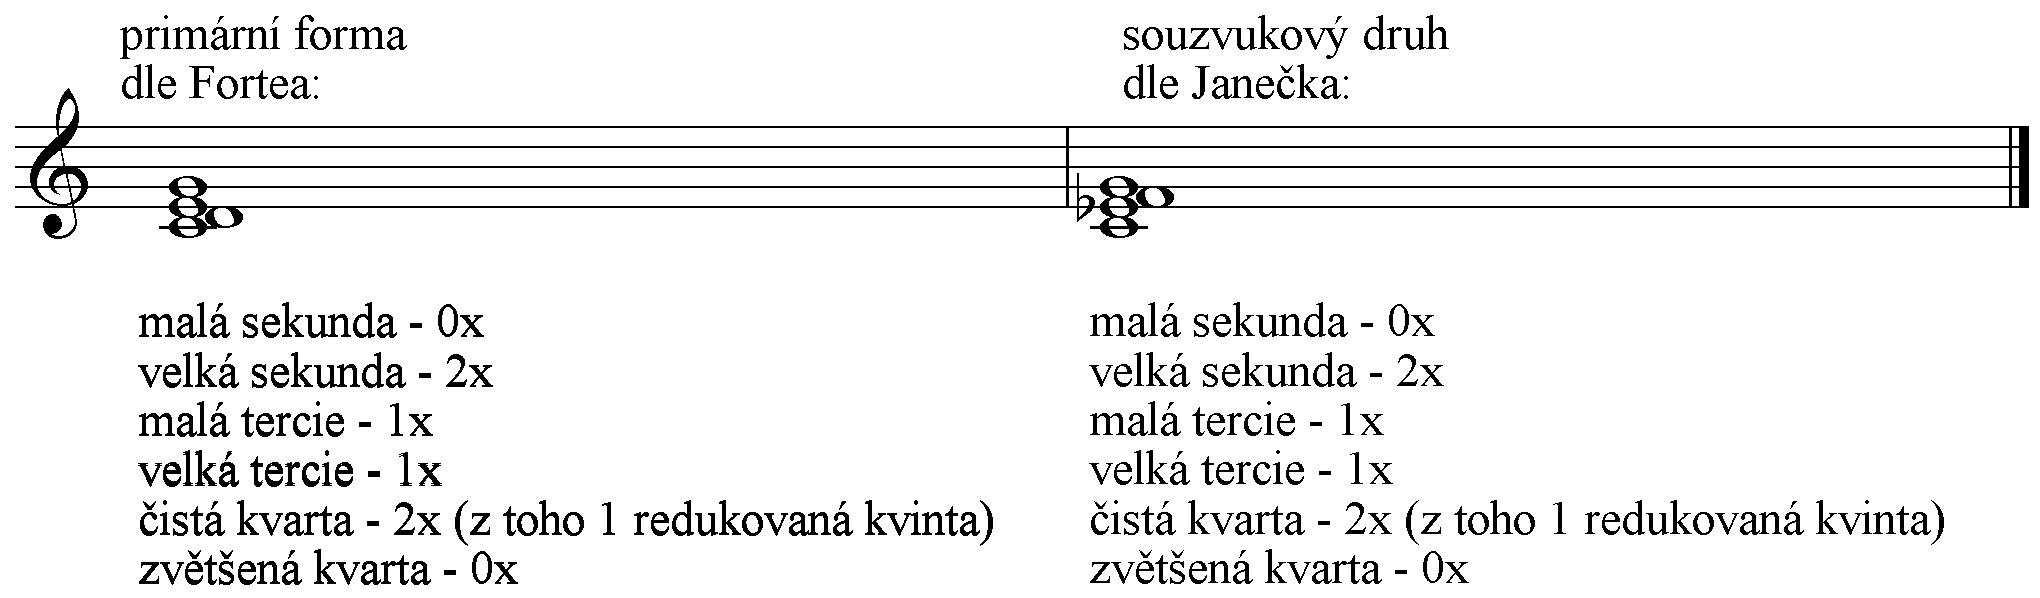 primární forma
dle Fortea:
souzvukový druh
dle Janečka:
malá sekunda - 0x
velká sekunda - 2x
malá tercie - 1x
velká tercie - 1x
čistá kvarta - 2x (z toho 1 redukovaná kvinta)
zvětšená kvarta - 0x
malá sekunda - 0x
velká sekunda - 2x
malá tercie - 1x
velká tercie - 1x
čistá kvarta - 2x (z toho 1 redukovaná kvinta)
zvětšená kvarta - 0x